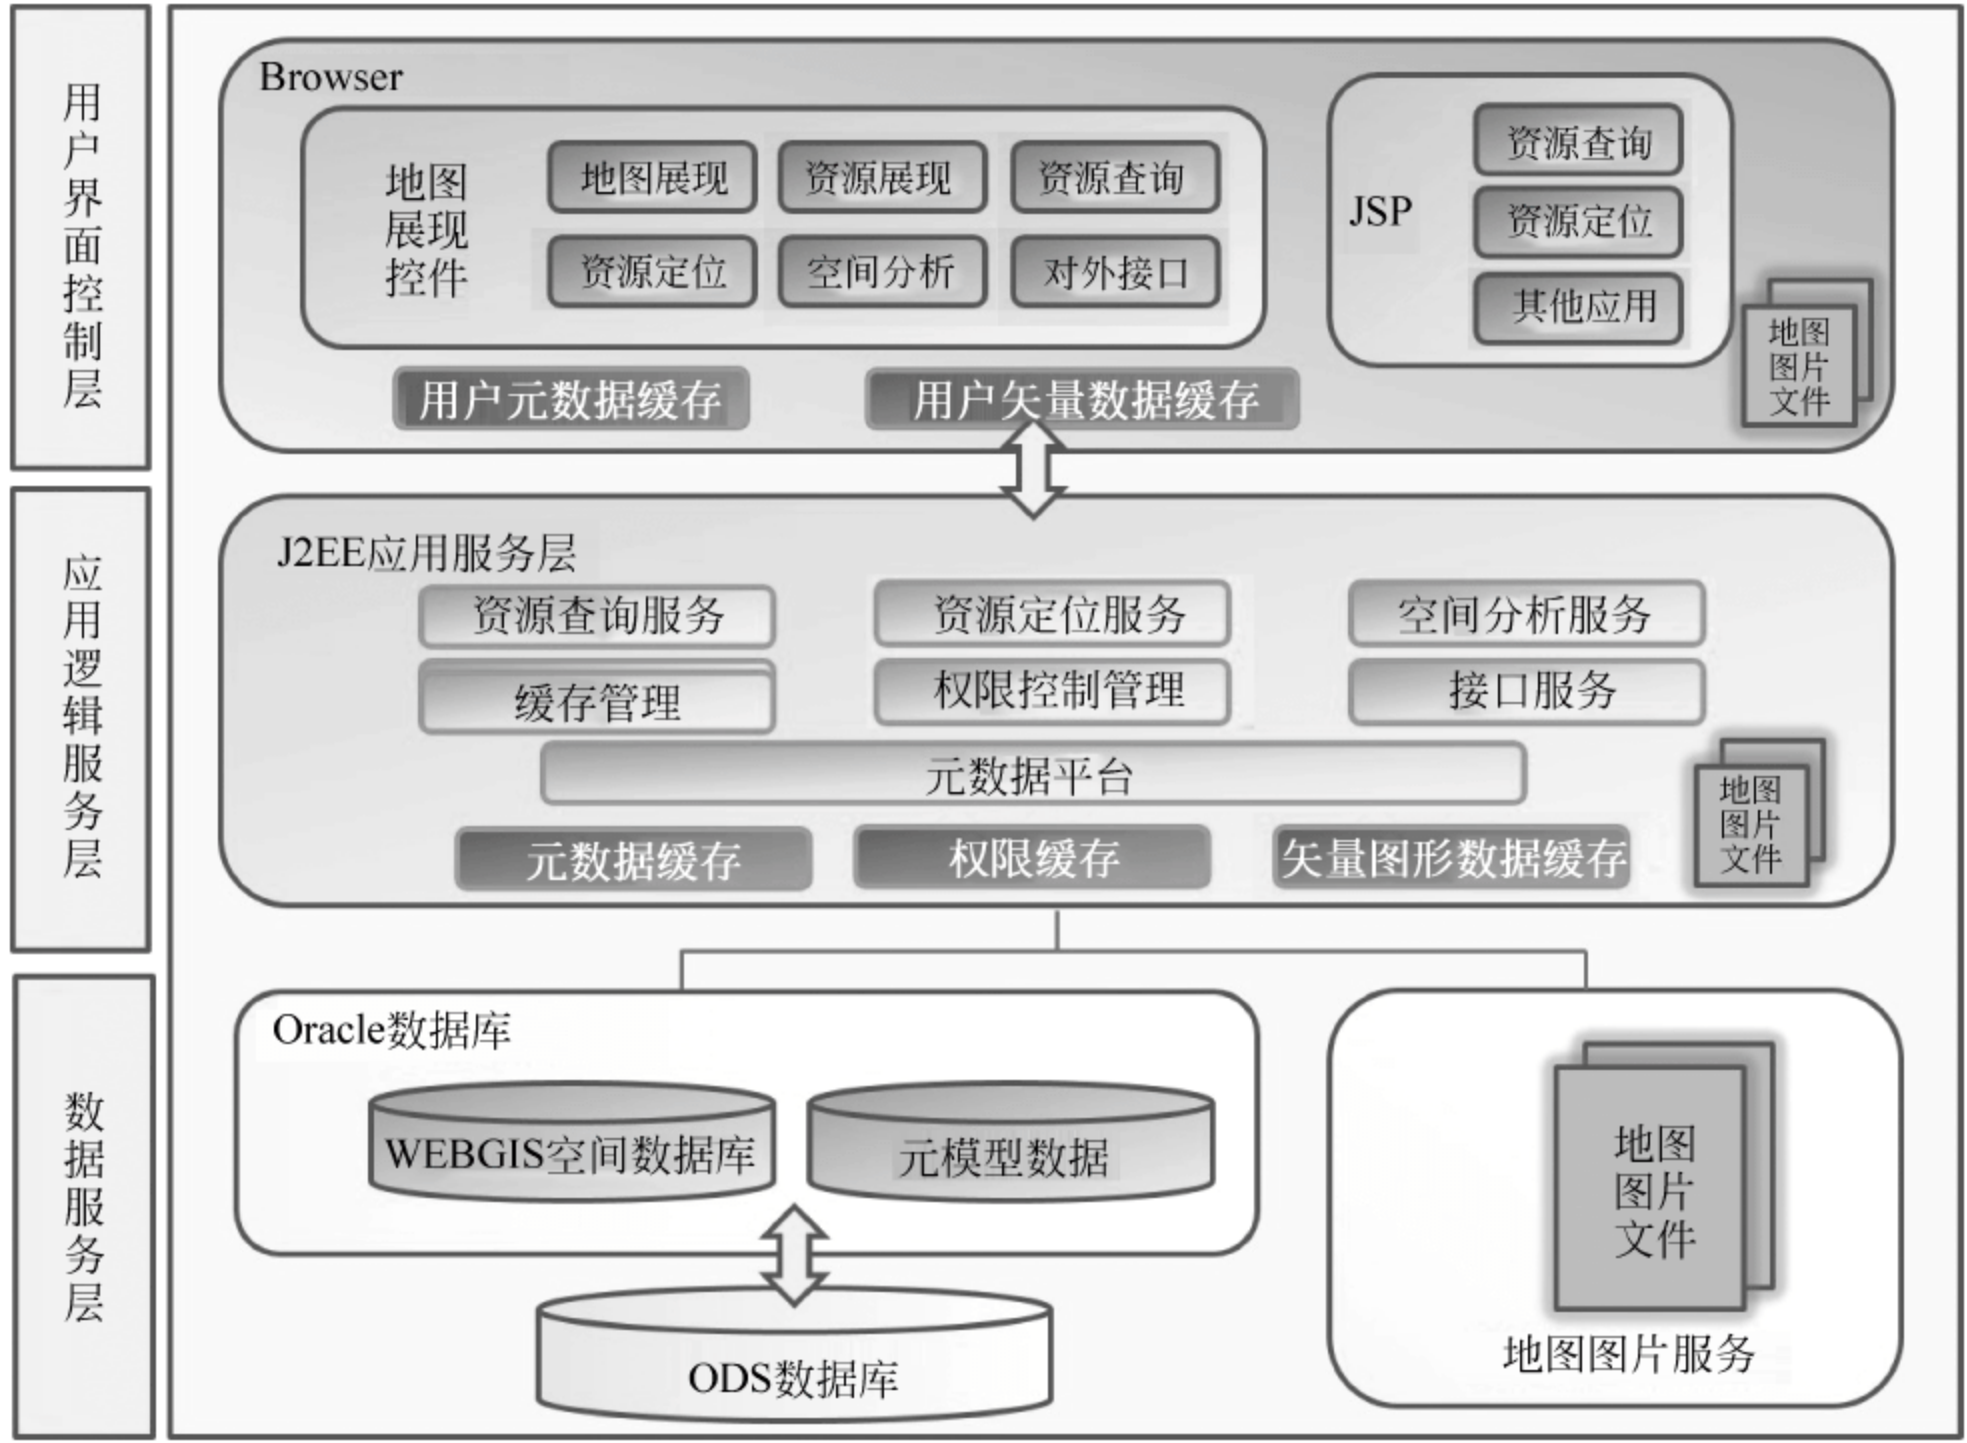 用户界面控制层
Browser
地图
展现
控件
地图展现
资源展现
资源查询
资源定位
空间分析
对外接口
JSP
资源查询
资源定位
其他应用
地图
图片
文件
用户元数据缓存
用户矢量数据缓存
应用逻辑服务层
J2EE应用服务层
资源查询服务
资源定位服务
空间分析服务
缓存管理
权限控制管理
接口服务
元数据平台
地图
图片
文件
元数据缓存
权限缓存
矢量图形数据缓存
数据服务层
Oracle数据库
WEBGIS空间数据库
元模型数据
ODS数据库
地图
图片
文件
地图图片服务